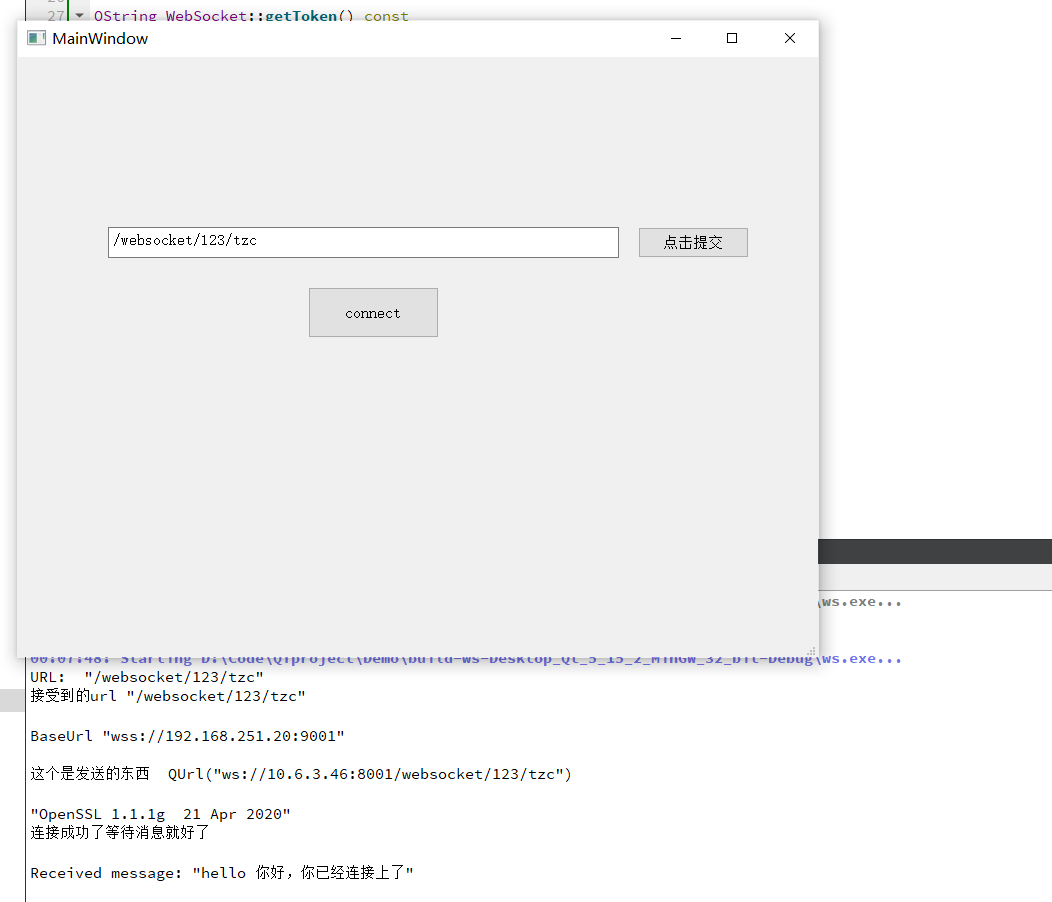 27 QString WebSocket::getToken() const
MainWindow
/websocket/123/tzc
点击提交
connect
\ws.exe...
00:07:48: Starting D:\Code\QTproject\Demo\build-ws-Desktop_Qt_5_15_2_MinGW_32_bit-Debug\ws.exe...
URL:  "/websocket/123/tzc"
接受到的url "/websocket/123/tzc"
BaseUrl "wss://192.168.251.20:9001"
这个是发送的东西  QUrl("ws://10.6.3.46:8001/websocket/123/tzc")
"OpenSSL 1.1.1g  21 Apr 2020"
连接成功了等待消息就好了
Received message: "hello 你好，你已经连接上了"